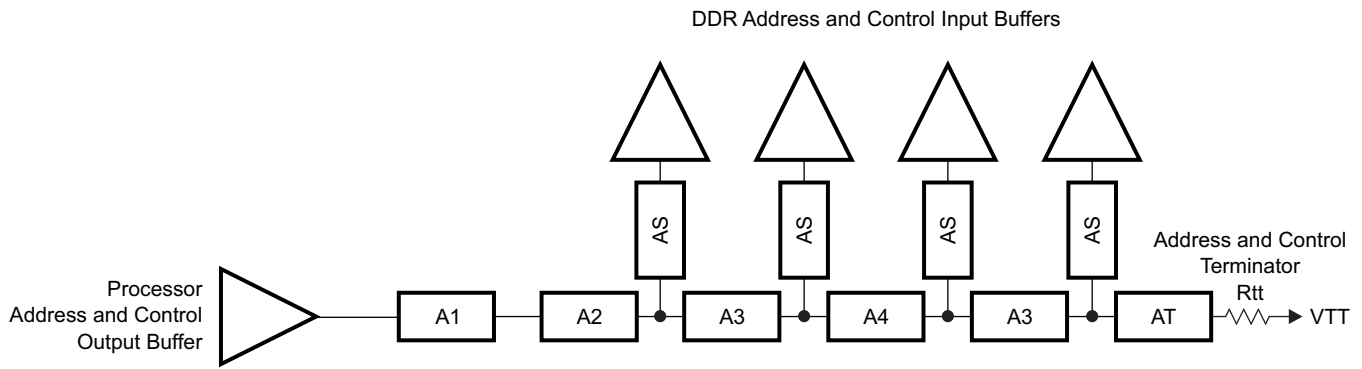 DDR Address and Control Input Buffers
AS
AS
AS
AS
Address and Control
Terminator
Rtt
Processor
Address and Control
Output Buffer
A1
A2
A3
A4
A3
AT
VTT